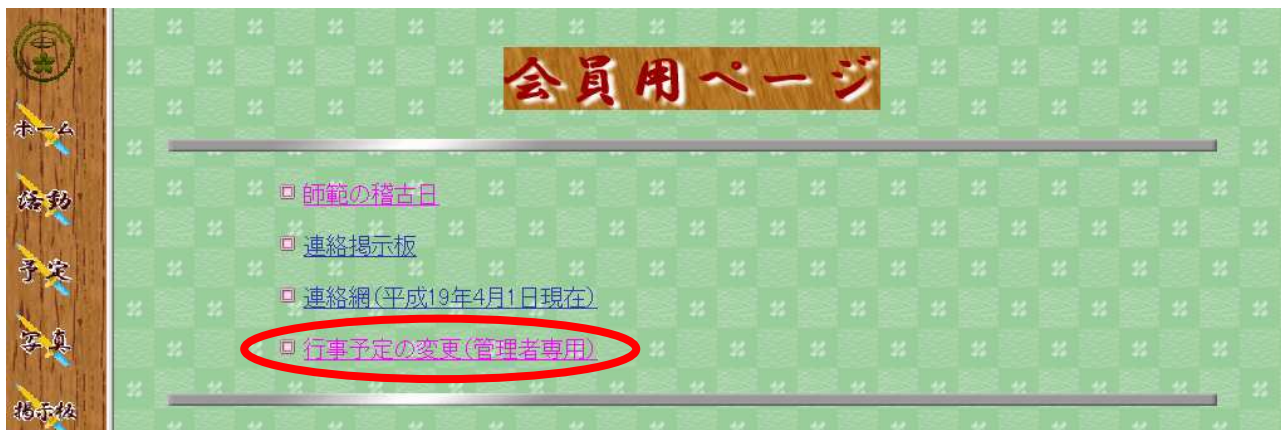 会員用ページ
ホーム
活動
予定
写真
掲示板
師範の稽古日
連絡掲示板
連絡網(平成19年4月1日現在)
行事予定の変更(管理者専用)